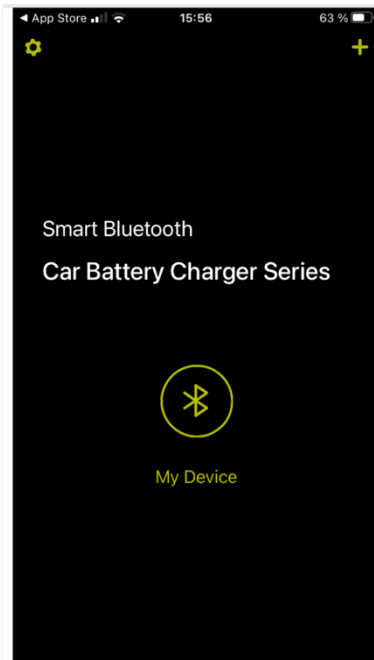 App Store 15:56 63 %
Smart Bluetooth
Car Battery Charger Series
My Device